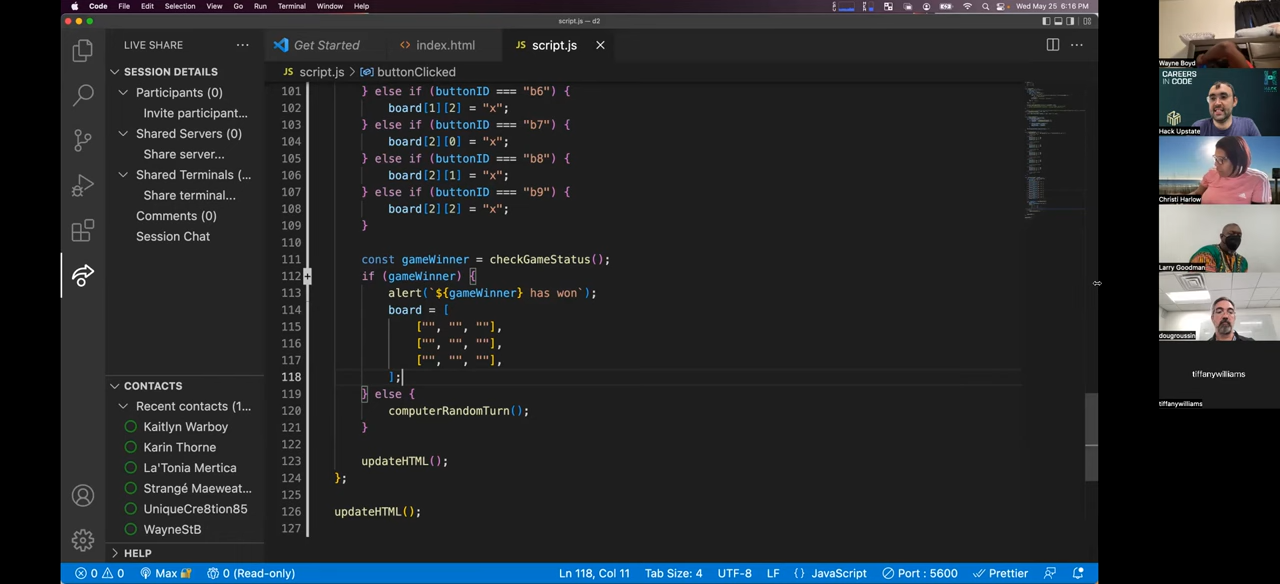 Code File Edit Selection View Go Run Terminal Window Help
Wed May 25 6:16 PM
script.js — d2
LIVE SHARE
Get Started
index.html
JS script.js
JS script.js > buttonClicked
SESSION DETAILS
Participants (0)
Invite participant...
Shared Servers (0)
Share server...
Shared Terminals (...
Share terminal...
Comments (0)
Session Chat
CONTACTS
Recent contacts (1...
Kaitlyn Warboy
Karin Thorne
La'Tonia Mertica
Strangé Maeweat...
UniqueCre8tion85
WayneStB
HELP
101 } else if (buttonID === "b6") {
102 board[1][2] = "x";
103 } else if (buttonID === "b7") {
104 board[2][0] = "x";
105 } else if (buttonID === "b8") {
106 board[2][1] = "x";
107 } else if (buttonID === "b9") {
108 board[2][2] = "x";
109 }
110
111 const gameWinner = checkGameStatus();
112 if (gameWinner) {
113 alert(`${gameWinner} has won`);
114 board = [
115 ["", "", ""],
116 ["", "", ""],
117 ["", "", ""],
118 ];
119 } else {
120 computerRandomTurn();
121 }
122
123 updateHTML();
124 };
125
126 updateHTML();
127
0 0 Max 0 (Read-only) Ln 118, Col 11 Tab Size: 4 UTF-8 LF {} JavaScript Port : 5600 Prettier
Wayne Boyd
CAREERS
IN CODE
Hack Upstate
Christi Harlow
Larry Goodman
dougroussin
tiffanywilliams
tiffanywilliams